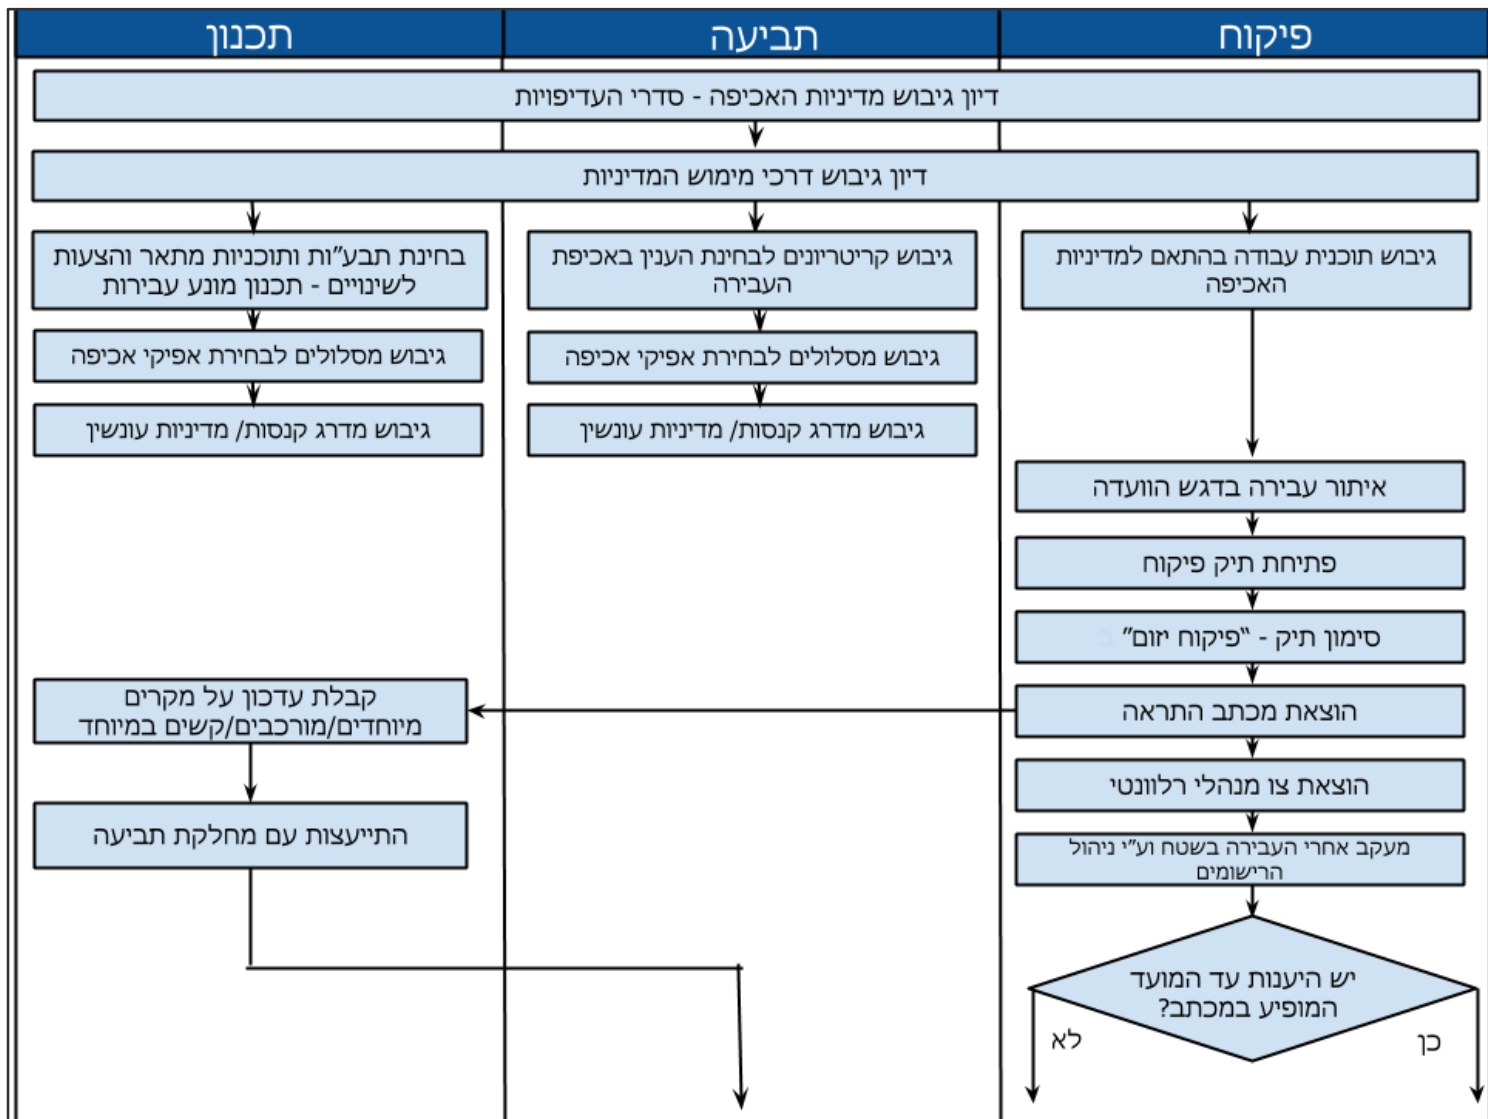 פיקוח
תביעה
תכנון
דיון גיבוש מדיניות האכיפה - סדרי העדיפויות
דיון גיבוש דרכי מימוש המדיניות
גיבוש תוכנית עבודה בהתאם למדיניות
האכיפה
גיבוש קריטריונים לבחינת הענין באכיפת
העבירה
בחינת תבע"ות ותוכניות מתאר והצעות
לשינויים - תכנון מונע עבירות
גיבוש מסלולים לבחירת אפיקי אכיפה
גיבוש מסלולים לבחירת אפיקי אכיפה
גיבוש מדרג קנסות/ מדיניות עונשין
גיבוש מדרג קנסות/ מדיניות עונשין
איתור עבירה בדגש הוועדה
פתיחת תיק פיקוח
סימון תיק - "פיקוח יזום" ב
הוצאת מכתב התראה
קבלת עדכון על מקרים
מיוחדים/מורכבים/קשים במיוחד
הוצאת צו מנהלי רלוונטי
התייעצות עם מחלקת תביעה
מעקב אחרי העבירה בשטח וע"י ניהול
הרישומים
יש היענות עד המועד
המופיע במכתב?
כן
לא